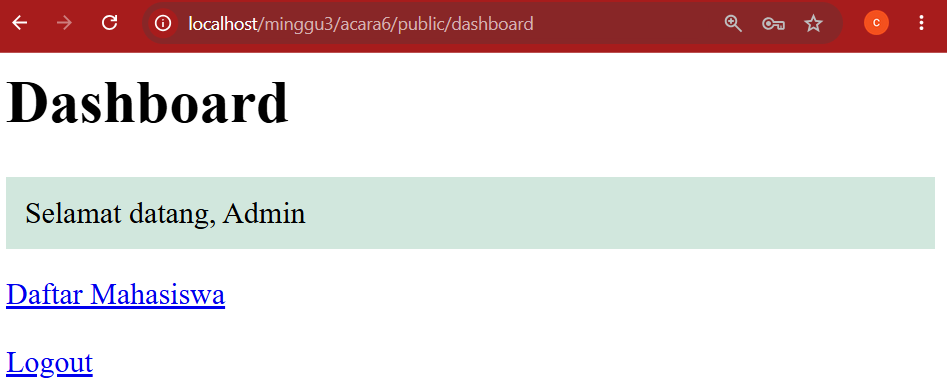 localhost/minggu3/acara6/public/dashboard
C
Dashboard
Selamat datang, Admin
Daftar Mahasiswa
Logout